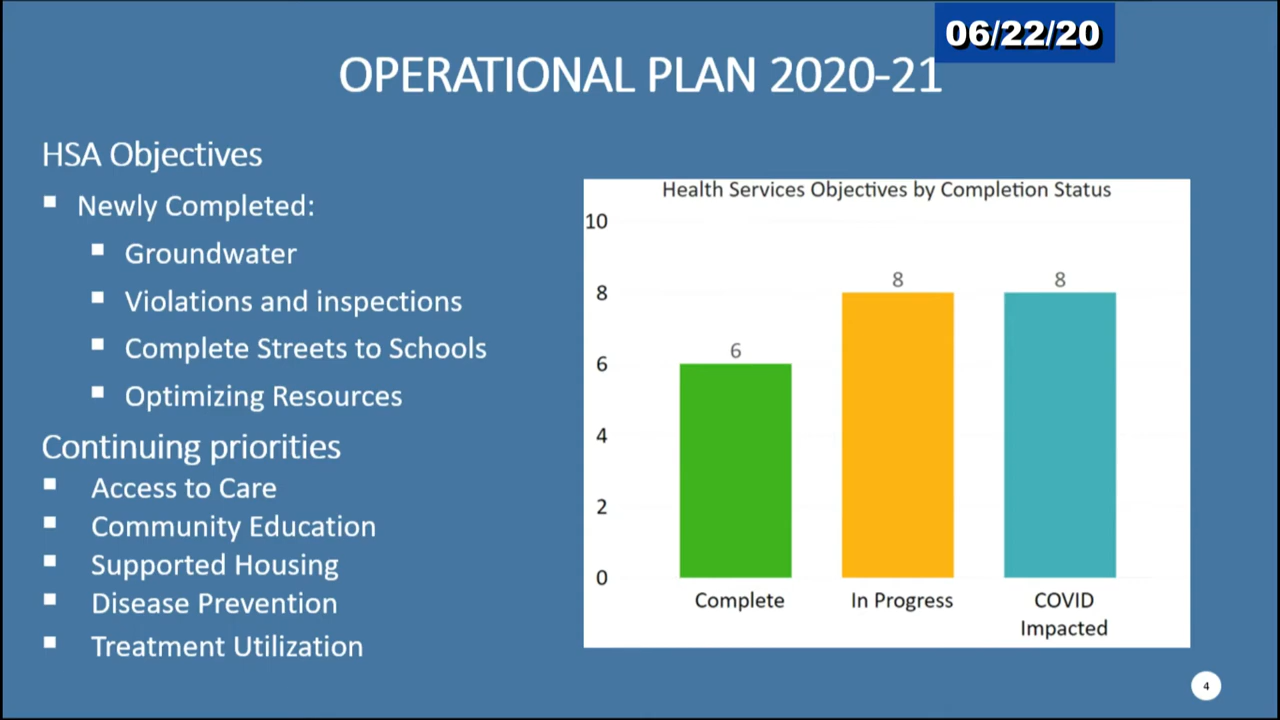 06/22/20
OPERATIONAL PLAN 2020-21
HSA Objectives
Newly Completed:
Groundwater
Violations and inspections
Complete Streets to Schools
Optimizing Resources
Continuing priorities
Access to Care
Community Education
Supported Housing
Disease Prevention
Treatment Utilization
Health Services Objectives by Completion Status
10
8
6
4
2
0
6
8
8
Complete
In Progress
COVID
Impacted
4